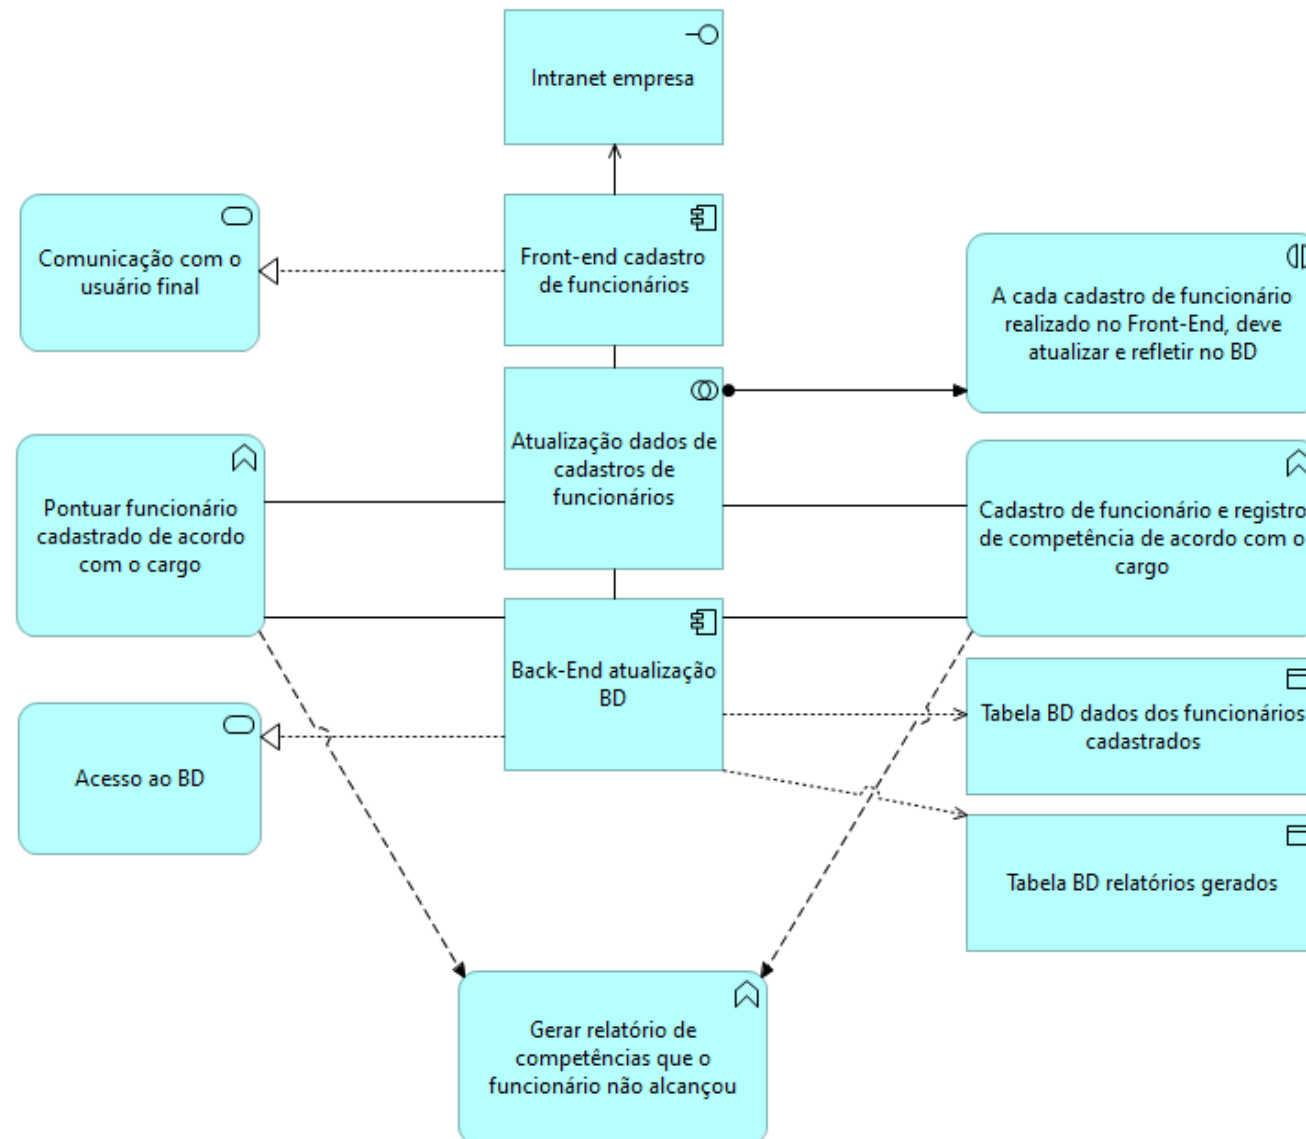 Intranet empresa
Comunicação com o
usuário final
Front-end cadastro
de funcionários
A cada cadastro de funcionário
realizado no Front-End, deve
atualizar e refletir no BD
Atualização dados de
cadastros de
funcionários
Pontuar funcionário
cadastrado de acordo
com o cargo
Cadastro de funcionário e registro
de competência de acordo com o
cargo
Back-End atualização
BD
Acesso ao BD
Tabela BD dados dos funcionários
cadastrados
Tabela BD relatórios gerados
Gerar relatório de
competências que o
funcionário não alcançou